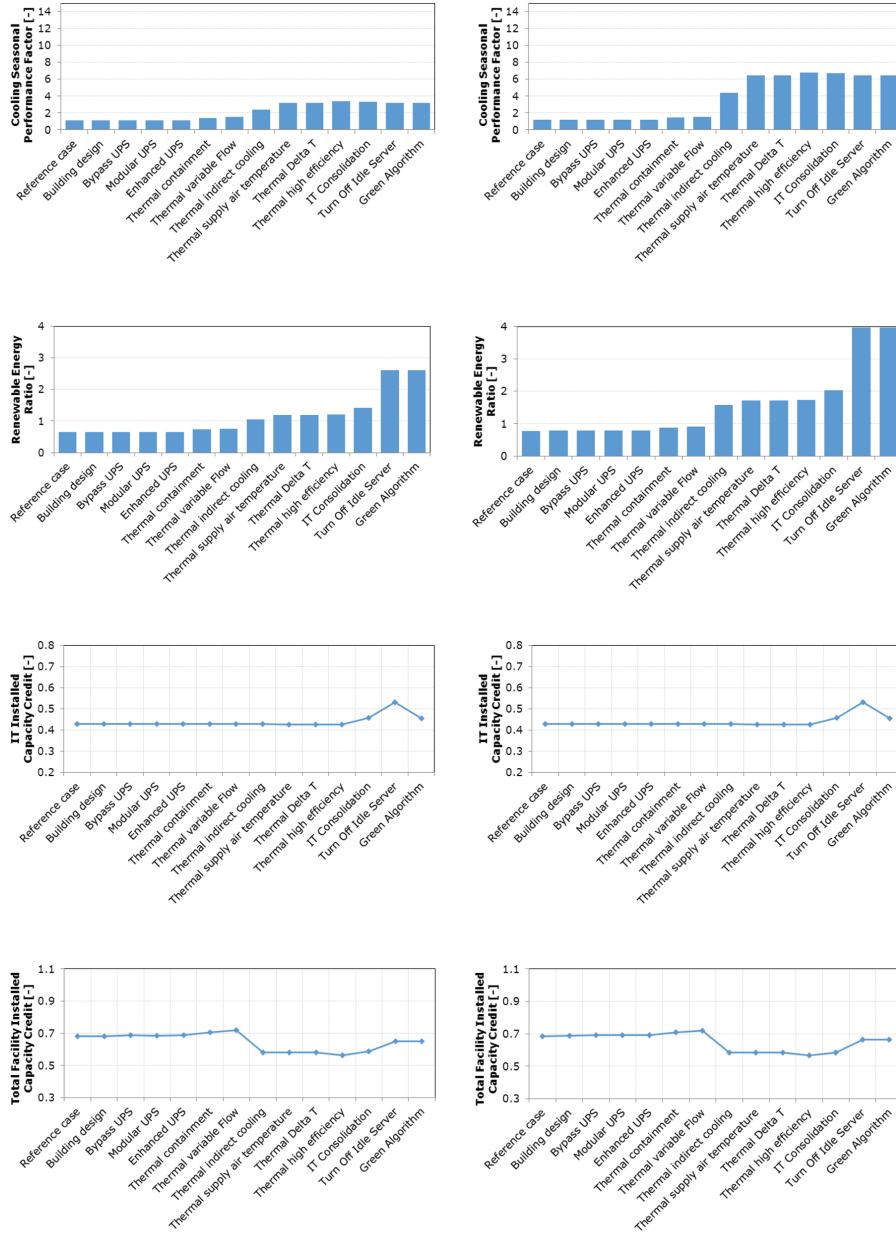 Cooling Seasonal
Performance Factor [-]
14
12
10
8
6
4
2
0
Reference case
Building design
Bypass UPS
Modular UPS
Enhanced UPS
Thermal containment
Thermal variable Flow
Thermal indirect cooling
Thermal supply air temperature
Thermal Delta T
Thermal high efficiency
IT Consolidation
Turn Off Idle Server
Green Algorithm
Cooling Seasonal
Performance Factor [-]
14
12
10
8
6
4
2
0
Reference case
Building design
Bypass UPS
Modular UPS
Enhanced UPS
Thermal containment
Thermal variable Flow
Thermal indirect cooling
Thermal supply air temperature
Thermal Delta T
Thermal high efficiency
IT Consolidation
Turn Off Idle Server
Green Algorithm
Renewable Energy
Ratio [-]
4
3
2
1
0
Reference case
Building design
Bypass UPS
Modular UPS
Enhanced UPS
Thermal containment
Thermal variable Flow
Thermal indirect cooling
Thermal supply air temperature
Thermal Delta T
Thermal high efficiency
IT Consolidation
Turn Off Idle Server
Green Algorithm
Renewable Energy
Ratio [-]
4
3
2
1
0
Reference case
Building design
Bypass UPS
Modular UPS
Enhanced UPS
Thermal containment
Thermal variable Flow
Thermal indirect cooling
Thermal supply air temperature
Thermal Delta T
Thermal high efficiency
IT Consolidation
Turn Off Idle Server
Green Algorithm
IT Installed
Capacity Credit [-]
0.8
0.7
0.6
0.5
0.4
0.3
0.2
Reference case
Building design
Bypass UPS
Modular UPS
Enhanced UPS
Thermal containment
Thermal variable Flow
Thermal indirect cooling
Thermal supply air temperature
Thermal Delta T
Thermal high efficiency
IT Consolidation
Turn Off Idle Server
Green Algorithm
IT Installed
Capacity Credit [-]
0.8
0.7
0.6
0.5
0.4
0.3
0.2
Reference case
Building design
Bypass UPS
Modular UPS
Enhanced UPS
Thermal containment
Thermal variable Flow
Thermal indirect cooling
Thermal supply air temperature
Thermal Delta T
Thermal high efficiency
IT Consolidation
Turn Off Idle Server
Green Algorithm
Total Facility Installed
Capacity Credit [-]
1.1
0.9
0.7
0.5
0.3
Reference case
Building design
Bypass UPS
Modular UPS
Enhanced UPS
Thermal containment
Thermal variable Flow
Thermal indirect cooling
Thermal supply air temperature
Thermal Delta T
Thermal high efficiency
IT Consolidation
Turn Off Idle Server
Green Algorithm
Total Facility Installed
Capacity Credit [-]
1.1
0.9
0.7
0.5
0.3
Reference case
Building design
Bypass UPS
Modular UPS
Enhanced UPS
Thermal containment
Thermal variable Flow
Thermal indirect cooling
Thermal supply air temperature
Thermal Delta T
Thermal high efficiency
IT Consolidation
Turn Off Idle Server
Green Algorithm